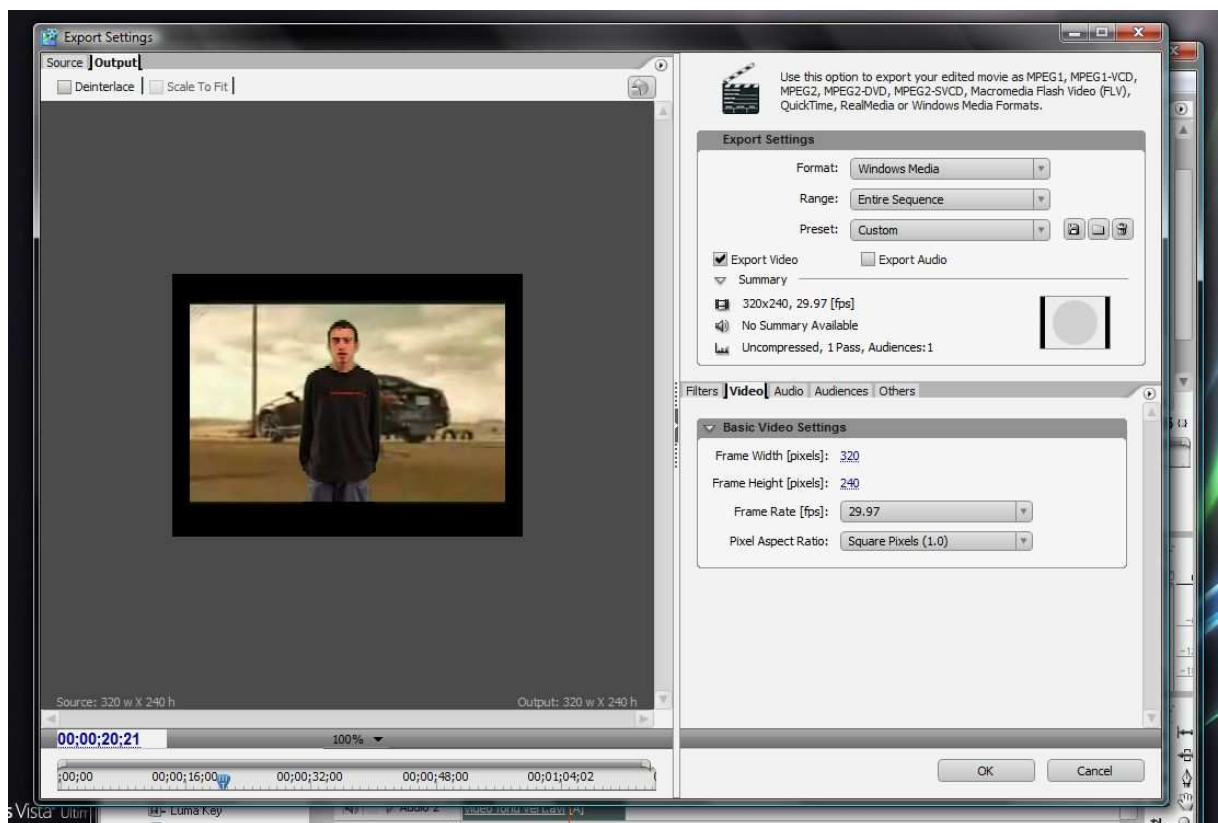 Export Settings
Source Output
Deinterlace Scale To Fit
Source: 320 w X 240 h Output: 320 w X 240 h
00;00;20;21 100%
;00;00 00;00;16;00 00;00;32;00 00;00;48;00 00;01;04;02
Use this option to export your edited movie as MPEG1, MPEG1-VCD,
MPEG2, MPEG2-DVD, MPEG2-SVCD, Macromedia Flash Video (FLV),
QuickTime, RealMedia or Windows Media Formats.
Export Settings
Format: Windows Media
Range: Entire Sequence
Preset: Custom
Export Video Export Audio
Summary
320x240, 29.97 [fps]
No Summary Available
Uncompressed, 1 Pass, Audiences:1
Filters Video Audio Audiences Others
Basic Video Settings
Frame Width [pixels]: 320
Frame Height [pixels]: 240
Frame Rate [fps]: 29.97
Pixel Aspect Ratio: Square Pixels (1.0)
OK Cancel
Vista Luma Key Audio 2